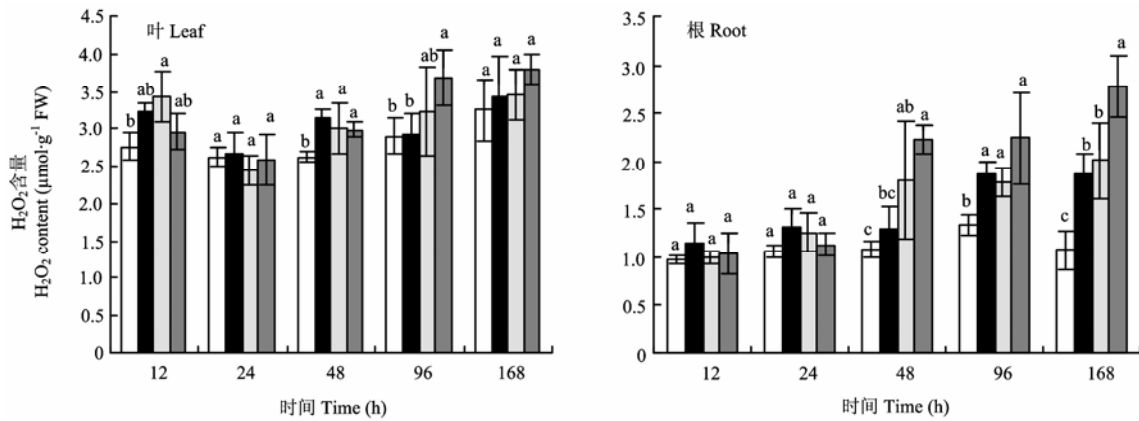 叶 Leaf
H₂O₂含量
H₂O₂ content (μmol·g⁻¹ FW)
4.5
4.0
3.5
3.0
2.5
2.0
1.5
1.0
0.5
0
b ab a ab
a a a a
b a a a
b b ab a
a a a a
12 24 48 96 168
时间 Time (h)
根 Root
3.5
3.0
2.5
2.0
1.5
1.0
0.5
0
a a a a
a a a a
c bc ab a
b a a a
c b b a
12 24 48 96 168
时间 Time (h)